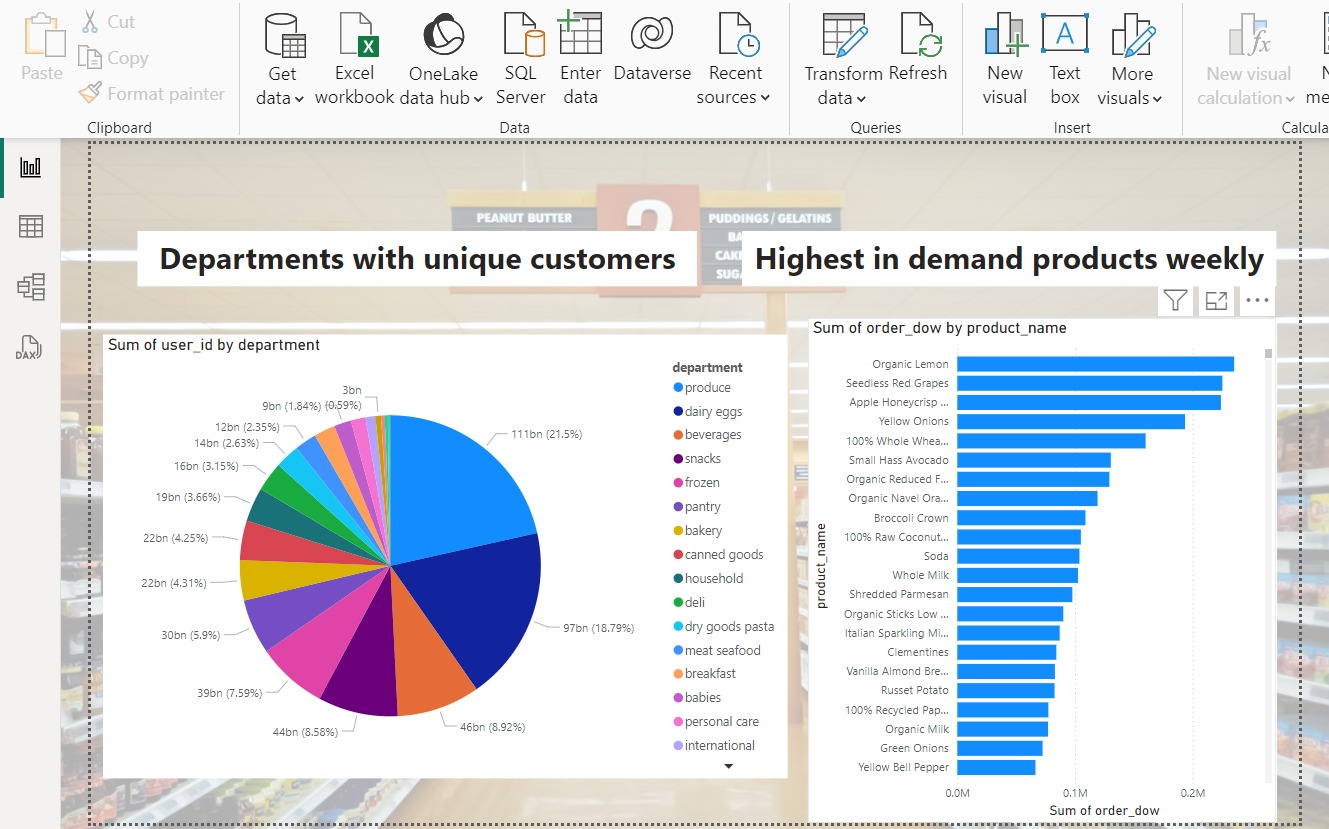 Paste
Cut
Copy
Format painter
Clipboard
Get data
Excel workbook
OneLake data hub
SQL Server
Enter data
Dataverse
Recent sources
Data
Transform data
Refresh
Queries
New visual
A
Text box
More visuals
Insert
fx
New visual calculation
Calcula
DAX
PEANUT BUTTER
2
PUDDINGS / GELATINS
BA
CAK
SUG
Departments with unique customers
Highest in demand products weekly
Sum of user_id by department
3bn (0.59%)
9bn (1.84%)
12bn (2.35%)
14bn (2.63%)
16bn (3.15%)
19bn (3.66%)
22bn (4.25%)
22bn (4.31%)
30bn (5.9%)
39bn (7.59%)
44bn (8.58%)
46bn (8.92%)
97bn (18.79%)
111bn (21.5%)
department
produce
dairy eggs
beverages
snacks
frozen
pantry
bakery
canned goods
household
deli
dry goods pasta
meat seafood
breakfast
babies
personal care
international
Sum of order_dow by product_name
product_name
Organic Lemon
Seedless Red Grapes
Apple Honeycrisp ...
Yellow Onions
100% Whole Whea...
Small Hass Avocado
Organic Reduced F...
Organic Navel Ora...
Broccoli Crown
100% Raw Coconut...
Soda
Whole Milk
Shredded Parmesan
Organic Sticks Low ...
Italian Sparkling Mi...
Clementines
Vanilla Almond Bre...
Russet Potato
100% Recycled Pap...
Organic Milk
Green Onions
Yellow Bell Pepper
0.0M 0.1M 0.2M
Sum of order_dow